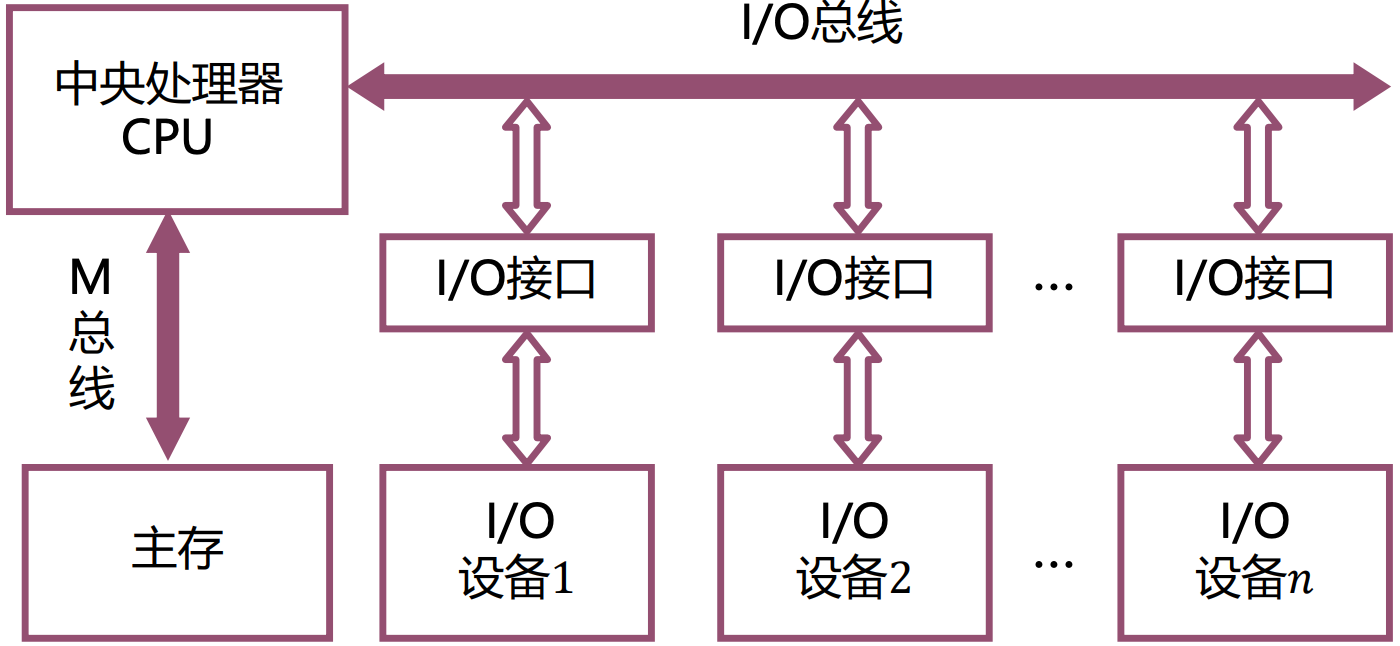 I/O总线
中央处理器
CPU
M
总
线
I/O接口
I/O接口
...
I/O接口
主存
I/O
设备1
I/O
设备2
...
I/O
设备n